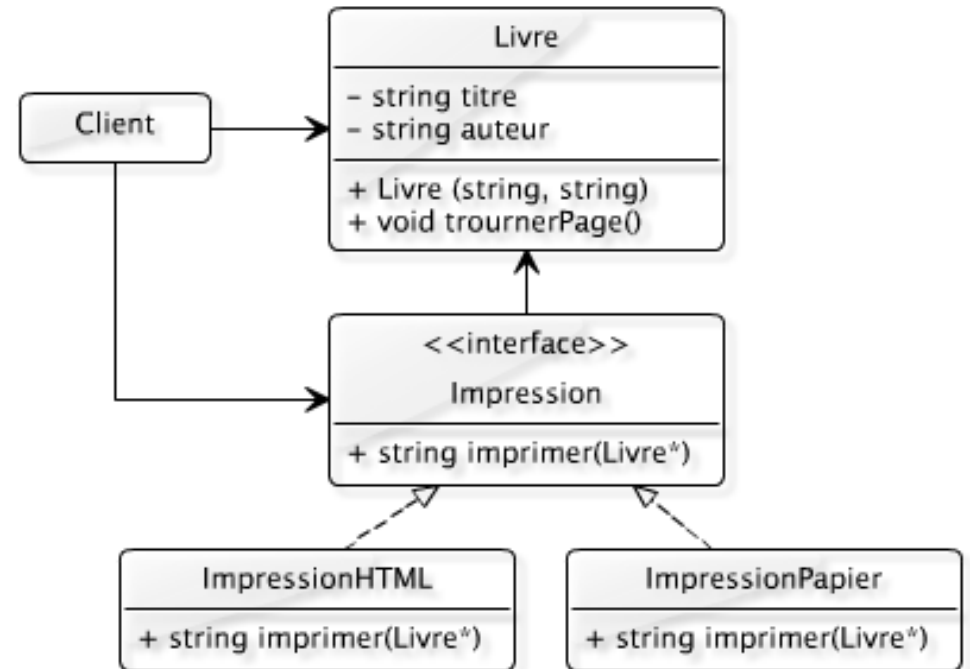 Livre
- string titre
- string auteur
+ Livre (string, string)
+ void trournerPage()
Client
<<interface>>
Impression
+ string imprimer(Livre*)
ImpressionHTML
+ string imprimer(Livre*)
ImpressionPapier
+ string imprimer(Livre*)